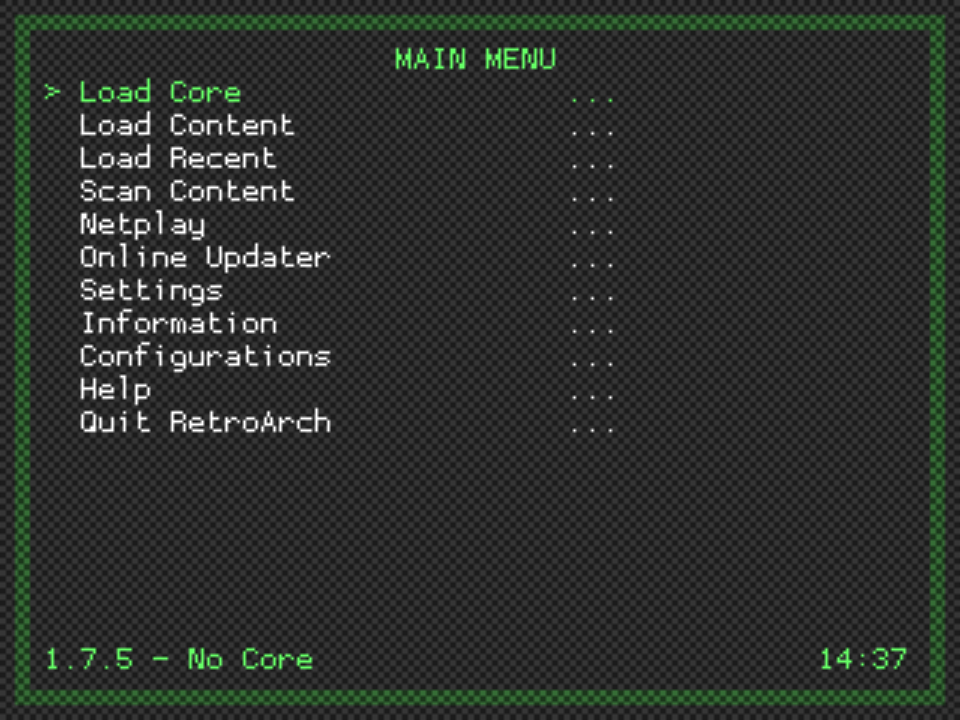 MAIN MENU
> Load Core ...
Load Content ...
Load Recent ...
Scan Content ...
Netplay ...
Online Updater ...
Settings ...
Information ...
Configurations ...
Help ...
Quit RetroArch ...
1.7.5 - No Core 14:37